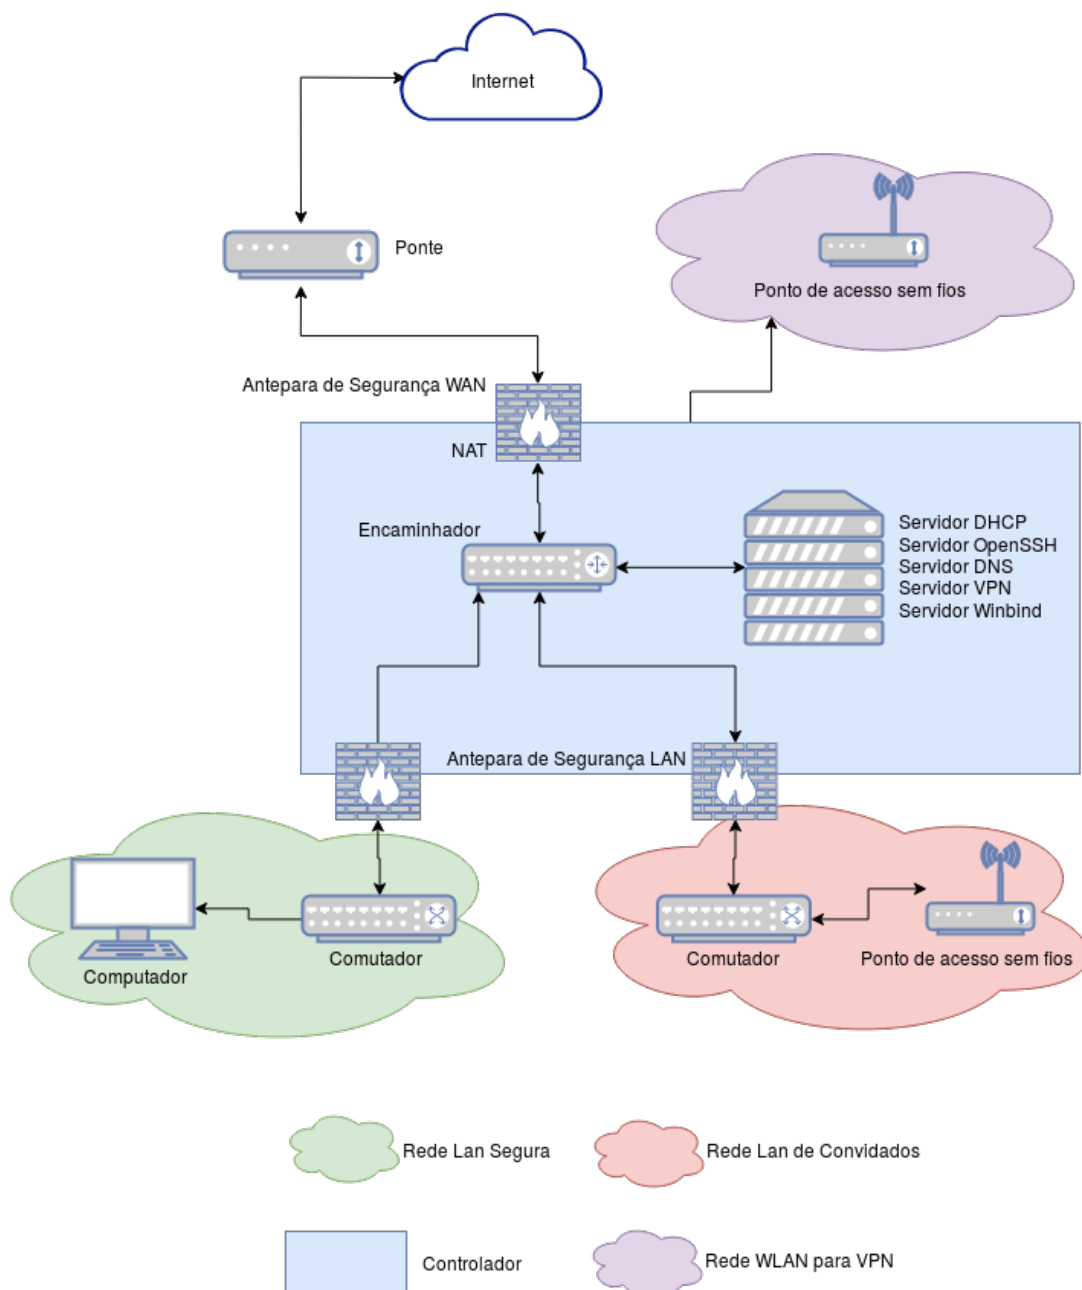 Internet
Ponte
Ponto de acesso sem fios
Antepara de Segurança WAN
NAT
Encaminhador
Servidor DHCP
Servidor OpenSSH
Servidor DNS
Servidor VPN
Servidor Winbind
Antepara de Segurança LAN
Computador
Comutador
Comutador
Ponto de acesso sem fios
Rede Lan Segura
Rede Lan de Convidados
Controlador
Rede WLAN para VPN